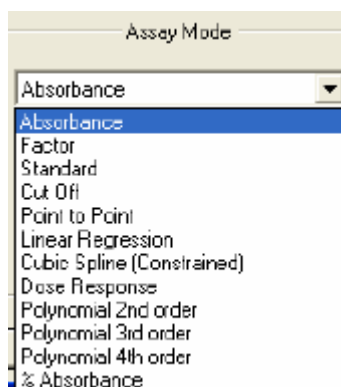 Assay Mode
Absorbance
Absorbance
Factor
Standard
Cut Off
Point to Point
Linear Regression
Cubic Spline (Constrained)
Dose Response
Polynomial 2nd order
Polynomial 3rd order
Polynomial 4th order
% Absorbance